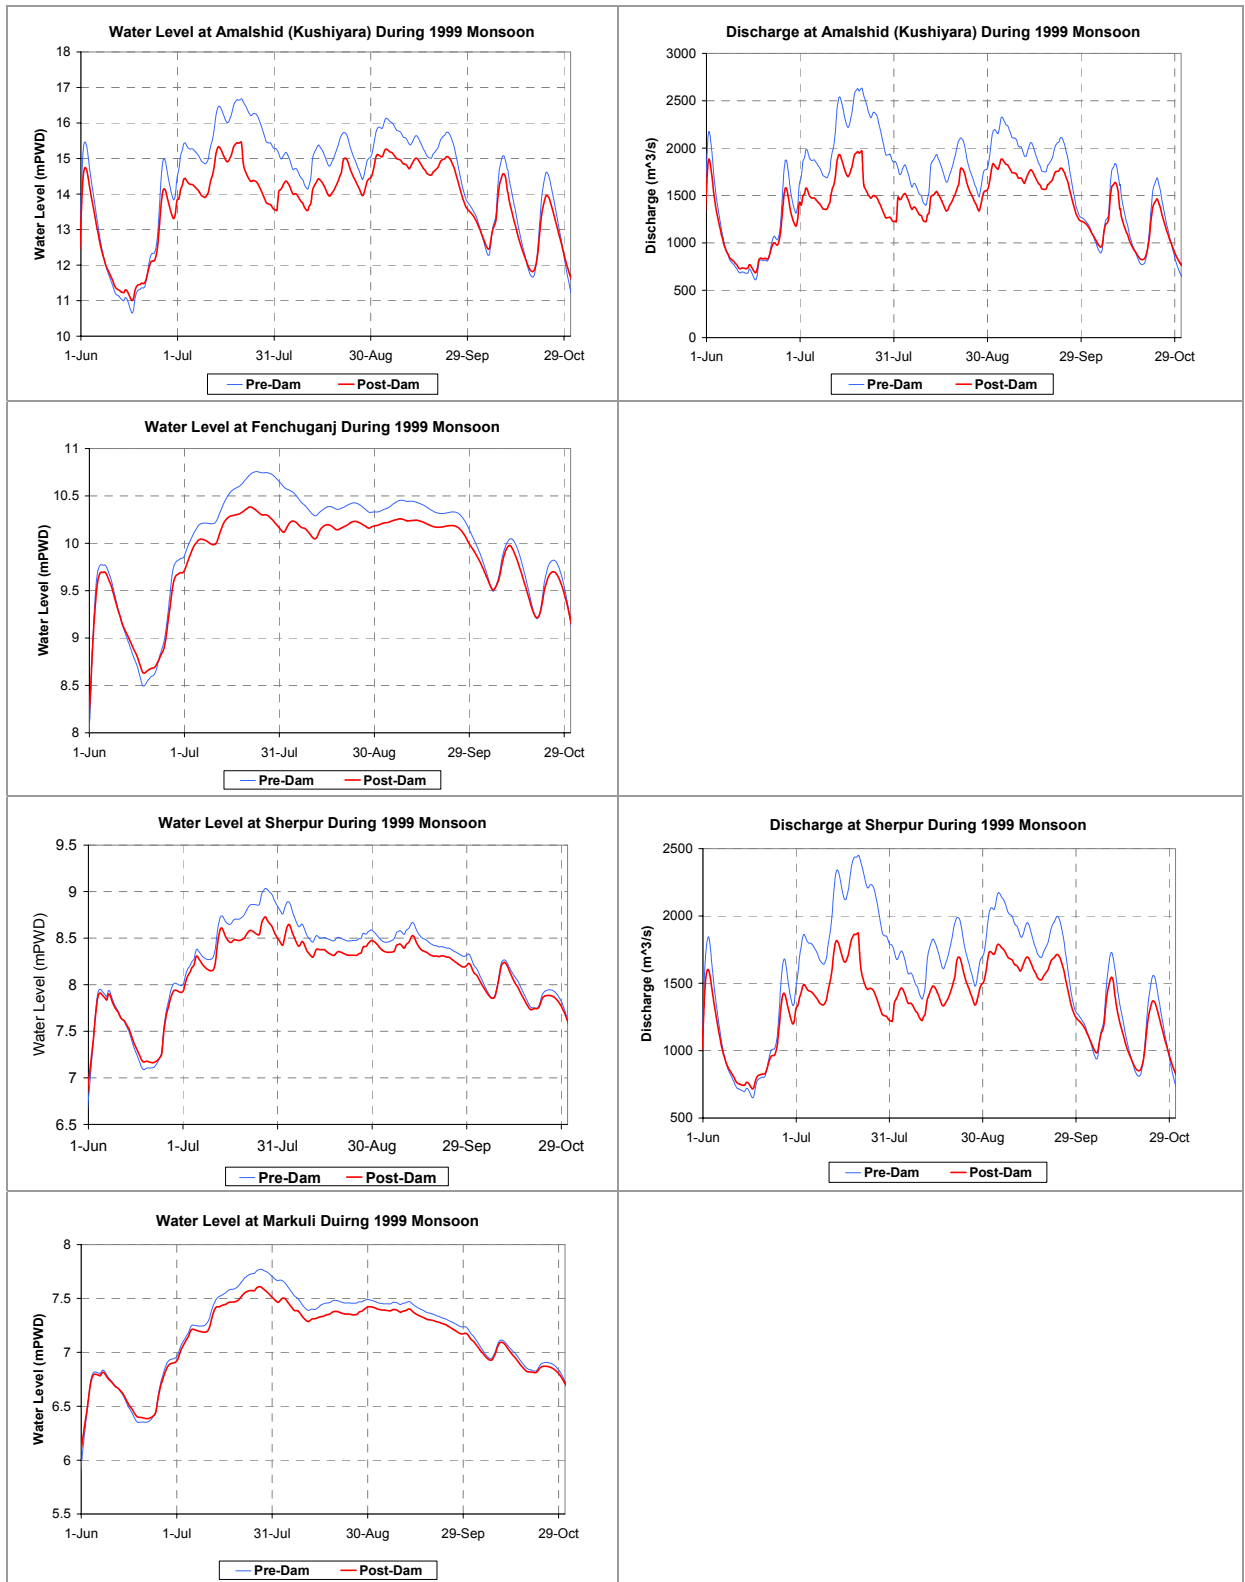 Water Level at Amalshid (Kushiyara) During 1999 Monsoon
18
17
16
15
14
13
12
11
10
Water Level (mPWD)
1-Jun 1-Jul 31-Jul 30-Aug 29-Sep 29-Oct
Pre-Dam Post-Dam
Discharge at Amalshid (Kushiyara) During 1999 Monsoon
3000
2500
2000
1500
1000
500
0
Discharge (m^3/s)
1-Jun 1-Jul 31-Jul 30-Aug 29-Sep 29-Oct
Pre-Dam Post-Dam
Water Level at Fenchuganj During 1999 Monsoon
11
10.5
10
9.5
9
8.5
8
Water Level (mPWD)
1-Jun 1-Jul 31-Jul 30-Aug 29-Sep 29-Oct
Pre-Dam Post-Dam
Water Level at Sherpur During 1999 Monsoon
9.5
9
8.5
8
7.5
7
6.5
Water Level (mPWD)
1-Jun 1-Jul 31-Jul 30-Aug 29-Sep 29-Oct
Pre-Dam Post-Dam
Discharge at Sherpur During 1999 Monsoon
2500
2000
1500
1000
500
Discharge (m^3/s)
1-Jun 1-Jul 31-Jul 30-Aug 29-Sep 29-Oct
Pre-Dam Post-Dam
Water Level at Markuli Duirng 1999 Monsoon
8
7.5
7
6.5
6
5.5
Water Level (mPWD)
1-Jun 1-Jul 31-Jul 30-Aug 29-Sep 29-Oct
Pre-Dam Post-Dam